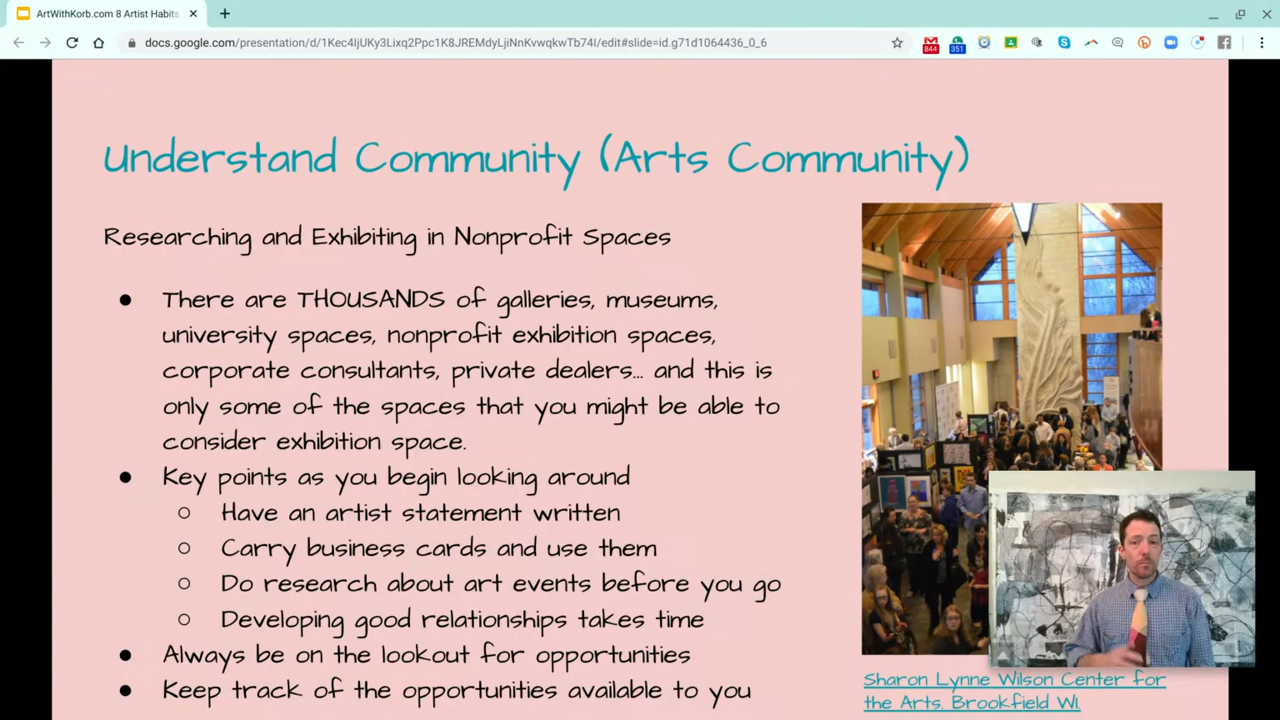 ArtWithKorb.com 8 Artist Habits
docs.google.com/presentation/d/1Kec4IjUKy3Lixq2Ppc1K8JREMdyLjiNnKvwqkwTb74I/edit#slide=id.g71d1064436_0_6
844
351
Understand Community (Arts Community)
Researching and Exhibiting in Nonprofit Spaces
● There are THOUSANDS of galleries, museums,
university spaces, nonprofit exhibition spaces,
corporate consultants, private dealers... and this is
only some of the spaces that you might be able to
consider exhibition space.
● Key points as you begin looking around
○ Have an artist statement written
○ Carry business cards and use them
○ Do research about art events before you go
○ Developing good relationships takes time
● Always be on the lookout for opportunities
● Keep track of the opportunities available to you
Sharon Lynne Wilson Center for
the Arts. Brookfield WI.